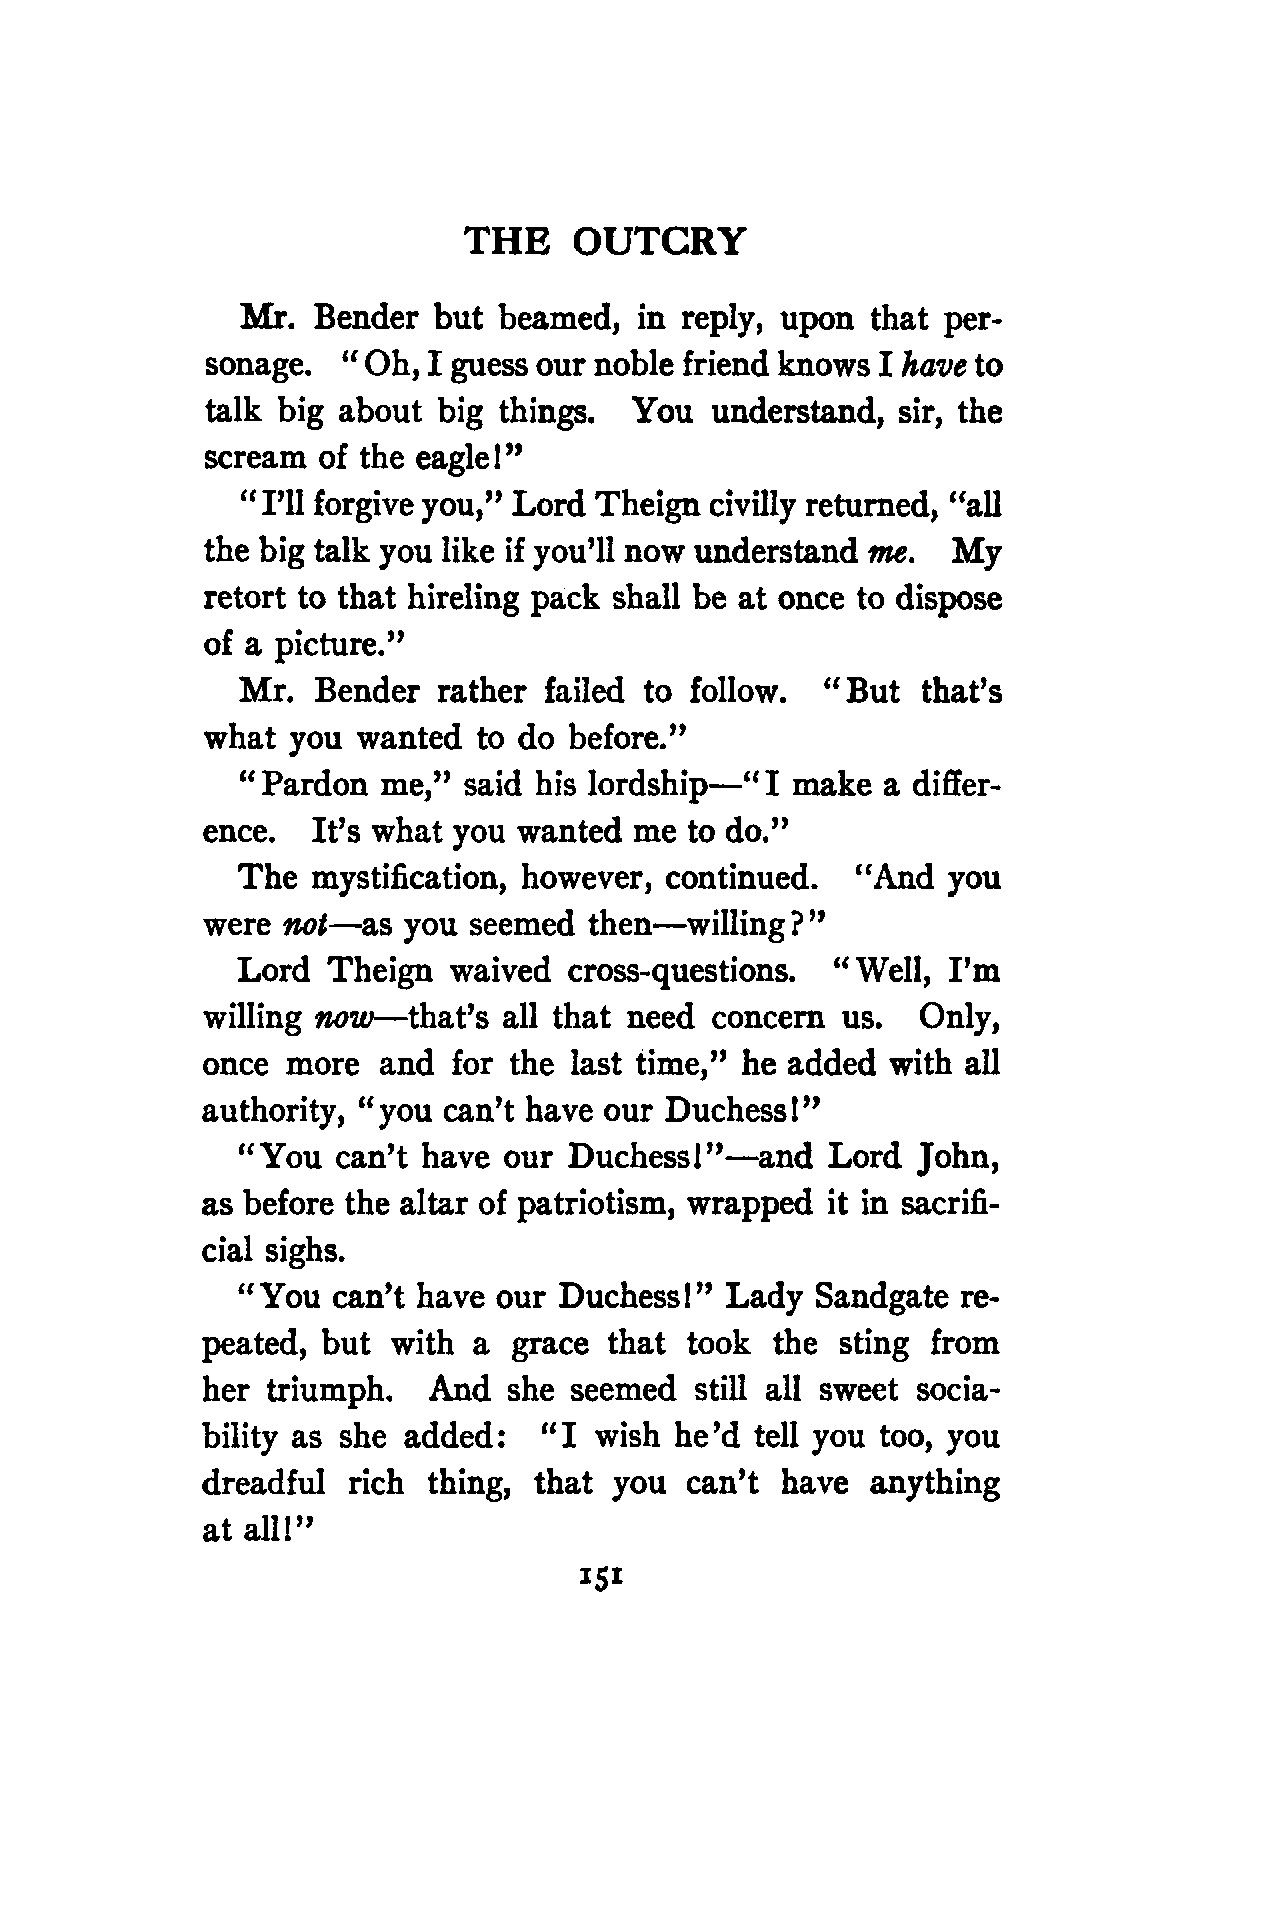 THE OUTCRY
Mr. Bender but beamed, in reply, upon that per-
sonage. "Oh, I guess our noble friend knows I have to
talk big about big things. You understand, sir, the
scream of the eagle!"
"I'll forgive you," Lord Theign civilly returned, "all
the big talk you like if you'll now understand me. My
retort to that hireling pack shall be at once to dispose
of a picture."
Mr. Bender rather failed to follow. "But that's
what you wanted to do before."
"Pardon me," said his lordship—"I make a differ-
ence. It's what you wanted me to do."
The mystification, however, continued. "And you
were not—as you seemed then—willing?"
Lord Theign waived cross-questions. "Well, I'm
willing now—that's all that need concern us. Only,
once more and for the last time," he added with all
authority, "you can't have our Duchess!"
"You can't have our Duchess!"—and Lord John,
as before the altar of patriotism, wrapped it in sacrifi-
cial sighs.
"You can't have our Duchess!" Lady Sandgate re-
peated, but with a grace that took the sting from
her triumph. And she seemed still all sweet socia-
bility as she added: "I wish he'd tell you too, you
dreadful rich thing, that you can't have anything
at all!"
151